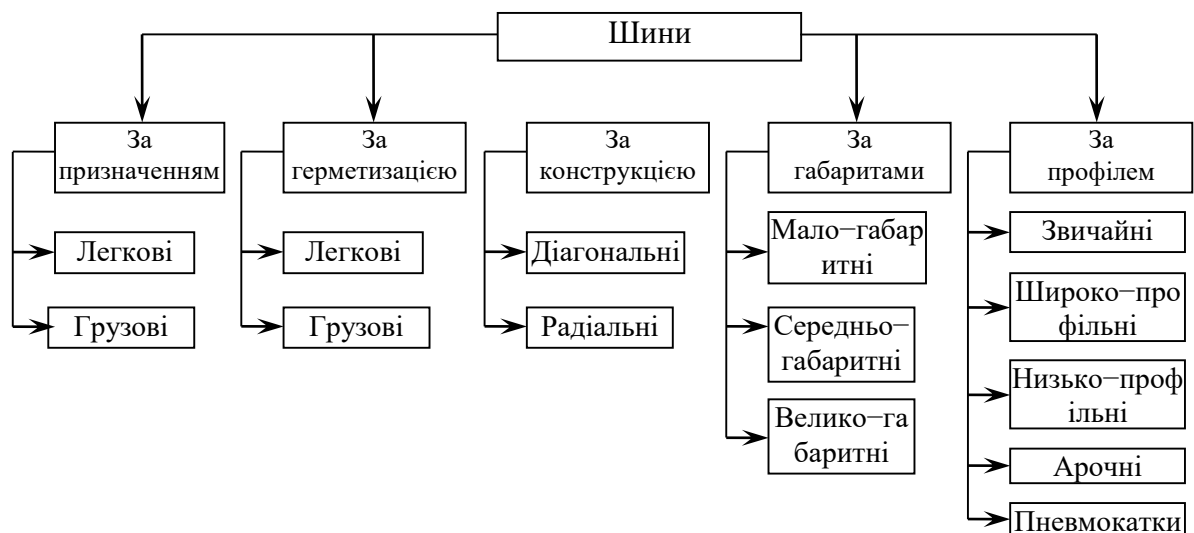 Шини
За
призначенням
Легкові
Грузові
За
герметизацією
Легкові
Грузові
За
конструкцією
Діагональні
Радіальні
За
габаритами
Мало−габар
итні
Середньо−
габаритні
Велико−га
баритні
За
профілем
Звичайні
Широко−про
фільні
Низько−проф
ільні
Арочні
Пневмокатки